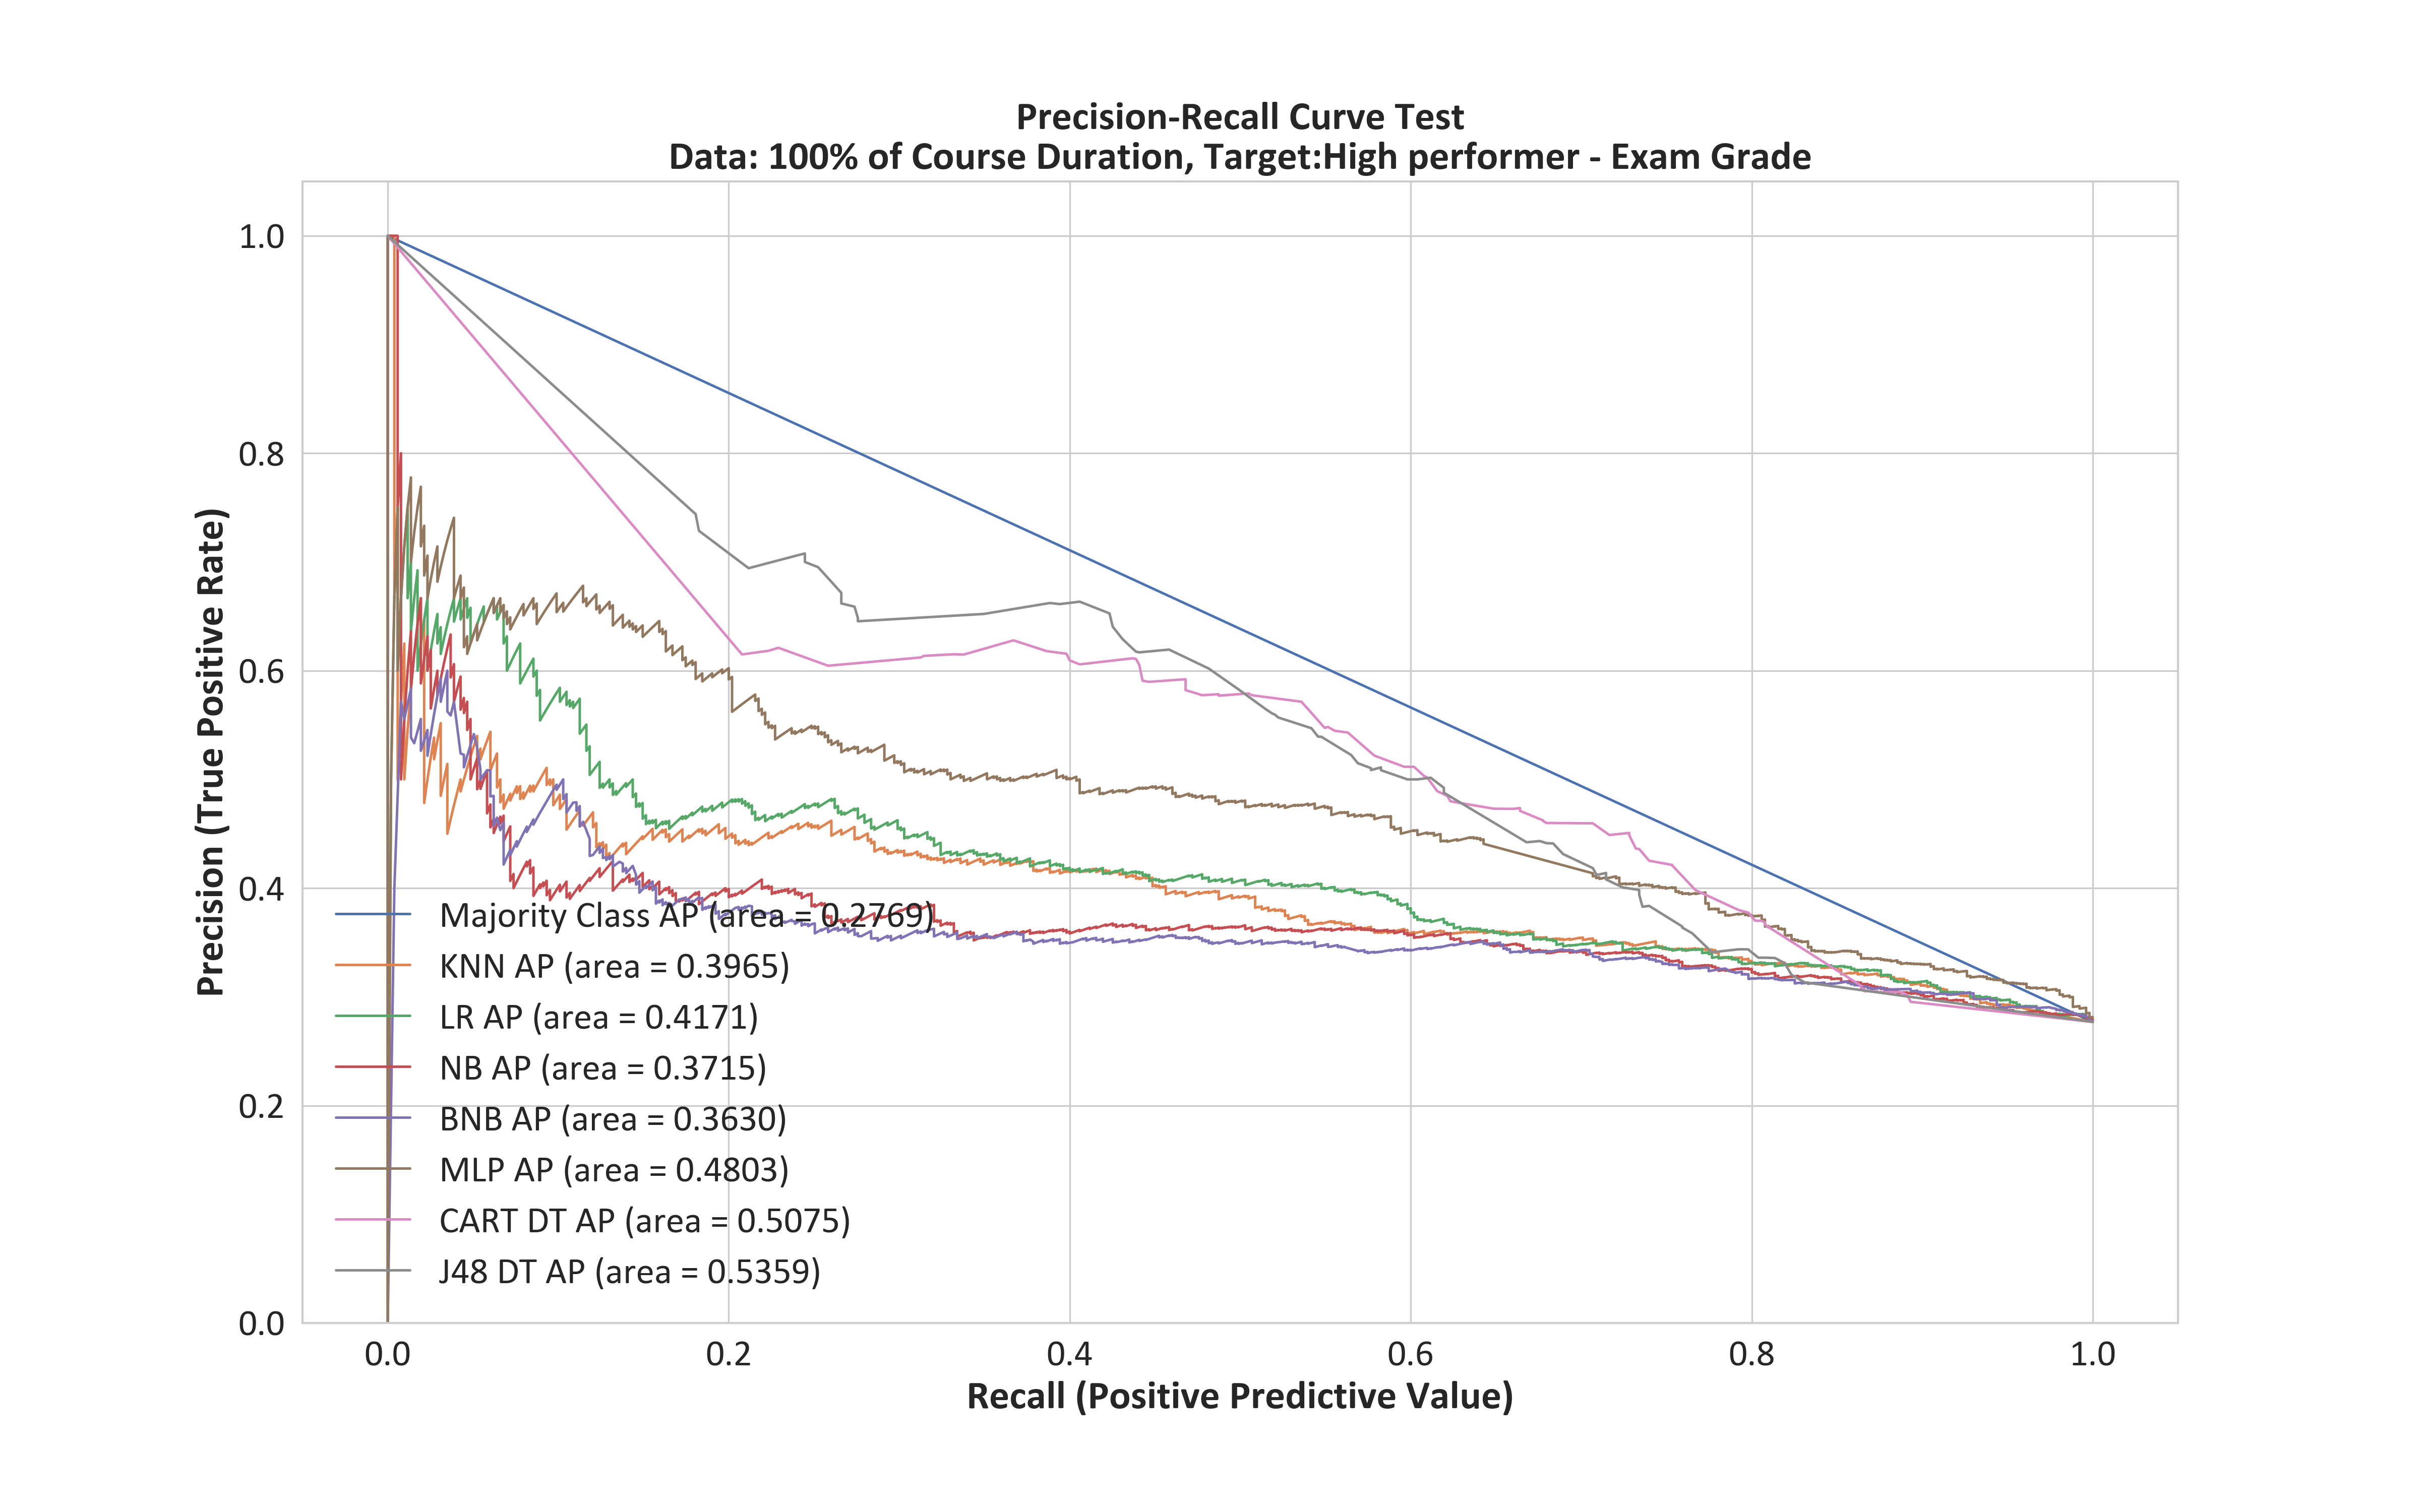 Precision-Recall Curve Test
Data: 100% of Course Duration, Target:High performer - Exam Grade
Precision (True Positive Rate)
1.0
0.8
0.6
0.4
0.2
0.0
Majority Class AP (area = 0.2769)
KNN AP (area = 0.3965)
LR AP (area = 0.4171)
NB AP (area = 0.3715)
BNB AP (area = 0.3630)
MLP AP (area = 0.4803)
CART DT AP (area = 0.5075)
J48 DT AP (area = 0.5359)
0.0 0.2 0.4 0.6 0.8 1.0
Recall (Positive Predictive Value)